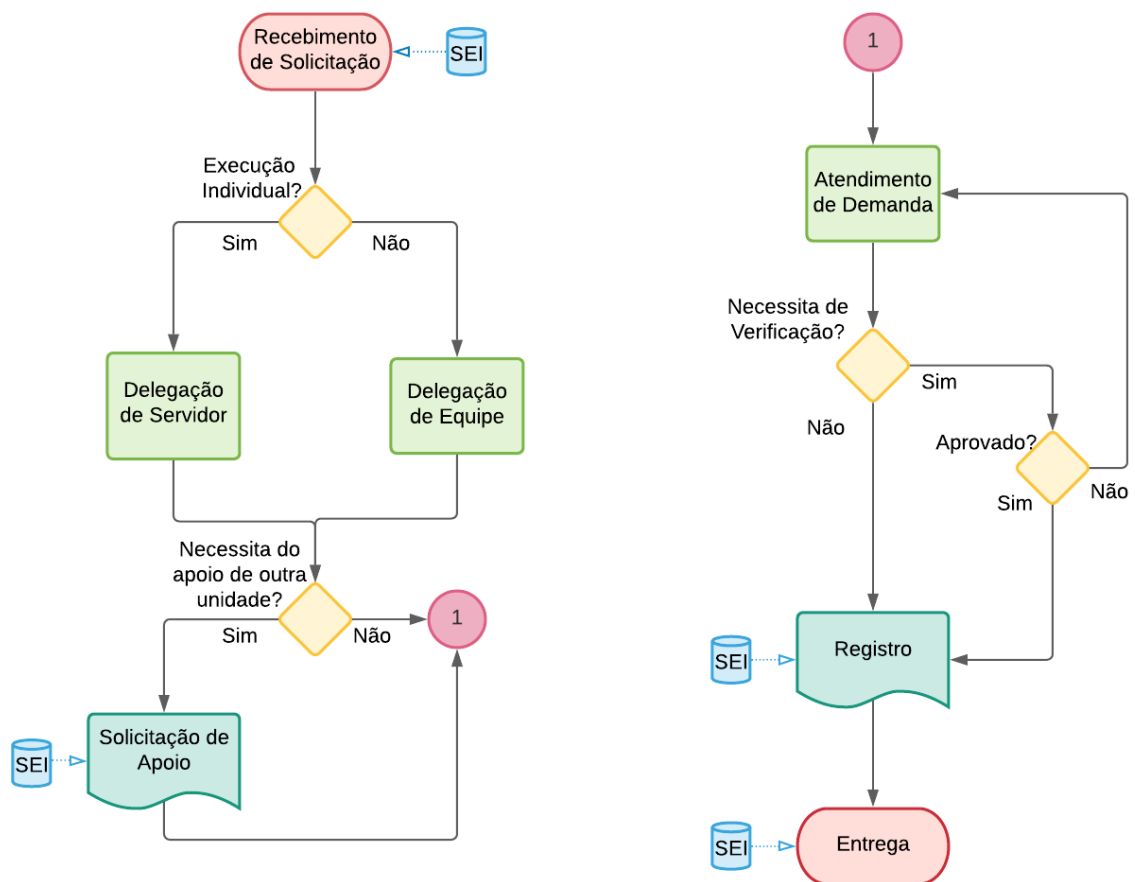 Recebimento
de Solicitação
SEI
Execução
Individual?
Sim
Não
Delegação
de Servidor
Delegação
de Equipe
Necessita do
apoio de outra
unidade?
Sim
Não
1
Solicitação de
Apoio
SEI
1
Atendimento
de Demanda
Necessita de
Verificação?
Sim
Não
Aprovado?
Sim
Não
Registro
SEI
Entrega
SEI